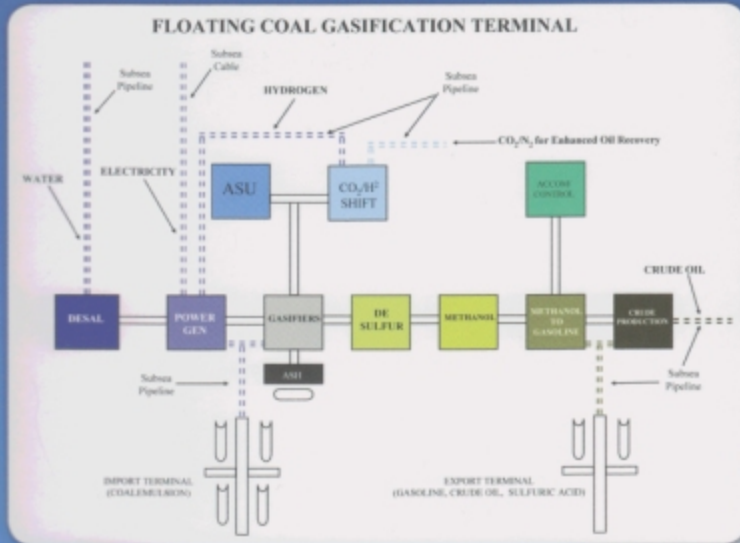 FLOATING COAL GASIFICATION TERMINAL
Subsea
Cable
Subsea
Pipeline
Subsea
Pipeline
HYDROGEN
CO₂/N₂ for Enhanced Oil Recovery
WATER
ELECTRICITY
ASU
CO₂/H²
SHIFT
ACCOM
CONTROL
CRUDE OIL
DESAL
POWER
GEN
GASIFIERS
DE
SULFUR
METHANOL
METHANOL
TO
GASOLINE
CRUDE
PRODUCTION
ASH
Subsea
Pipeline
Subsea
Pipeline
IMPORT TERMINAL
(COALEMULSION)
EXPORT TERMINAL
(GASOLINE, CRUDE OIL, SULFURIC ACID)